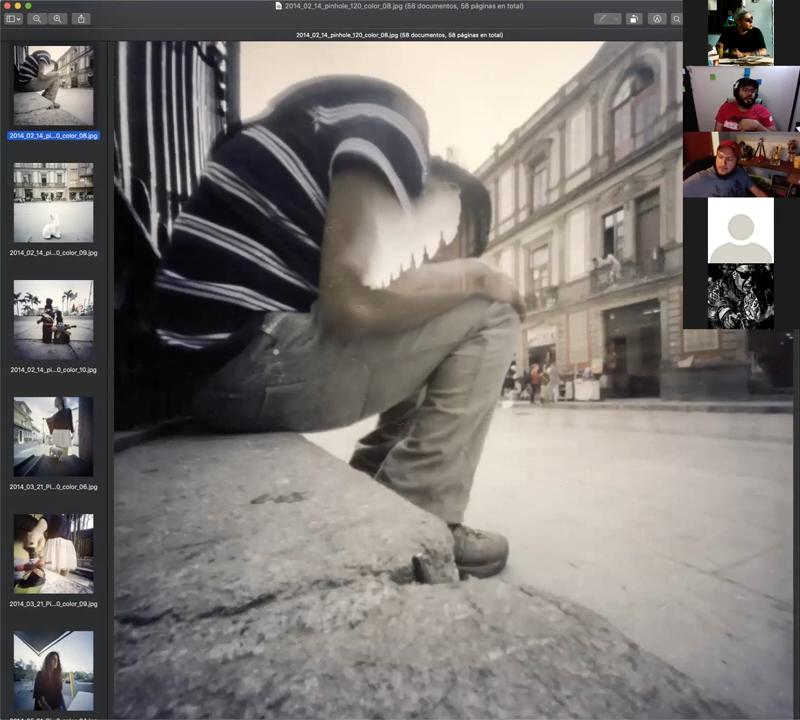 2014_02_14_pinhole_120_color_08.jpg (58 documentos, 58 páginas en total)
2014_02_14_pinhole_120_color_08.jpg (58 documentos, 58 páginas en total)
2014_02_14_pi...0_color_08.jpg
2014_02_14_pi...0_color_09.jpg
2014_02_14_pi...0_color_10.jpg
2014_03_21_Pi...0_color_06.jpg
2014_03_21_Pi...0_color_09.jpg